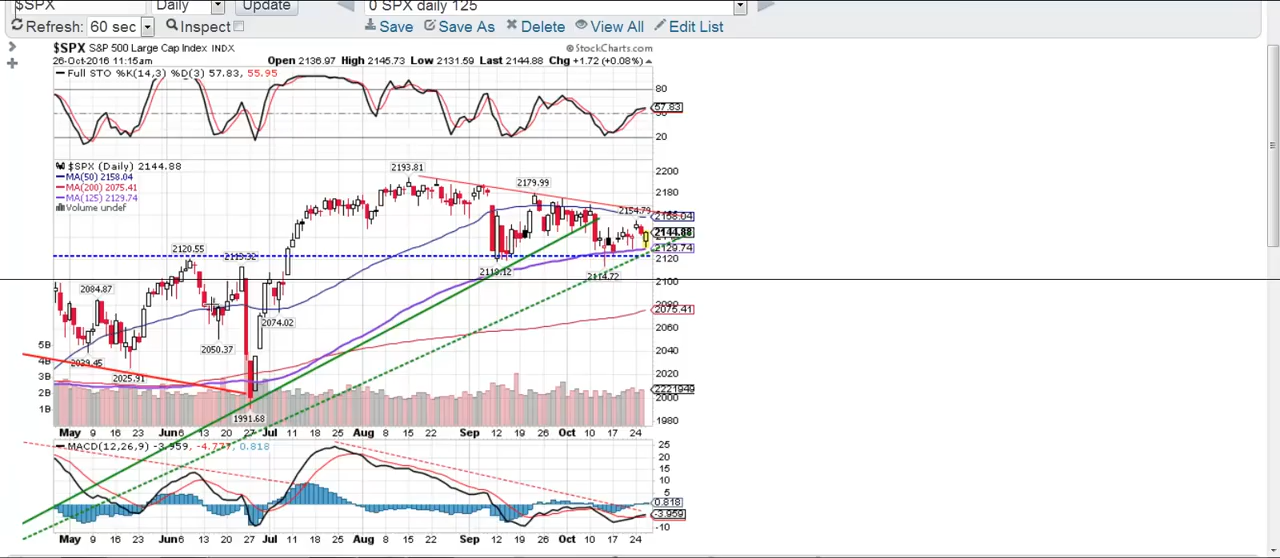 $SPX Daily Update 0 SPX daily 125
Refresh: 60 sec Inspect Save Save As Delete View All Edit List
$SPX S&P 500 Large Cap Index INDX © StockCharts.com
26-Oct-2016 11:15am Open 2136.97 High 2145.73 Low 2131.59 Last 2144.88 Chg +1.72 (+0.08%)
Full STO %K(14,3) %D(3) 57.83, 55.95
80
57.83
50
20
$SPX (Daily) 2144.88
MA(50) 2158.04
MA(200) 2075.41
MA(125) 2129.74
Volume undef
2193.81
2179.99
2154.79
2120.55
2113.32
2119.12
2114.72
2084.87
2074.02
2050.37
2039.45
2025.91
1991.68
2200
2180
2158.04
2144.88
2129.74
2120
2100
2080
2075.41
2060
2040
2020
2221949
2000
1980
5B
4B
3B
2B
1B
May 9 16 23 Jun 6 13 20 27 Jul 11 18 25 Aug 8 15 22 Sep 12 19 26 Oct 10 17 24
MACD(12,26,9) -3.959, -4.777, 0.818
25
20
15
10
5
0.818
-3.959
-10
May 9 16 23 Jun 6 13 20 27 Jul 11 18 25 Aug 8 15 22 Sep 12 19 26 Oct 10 17 24